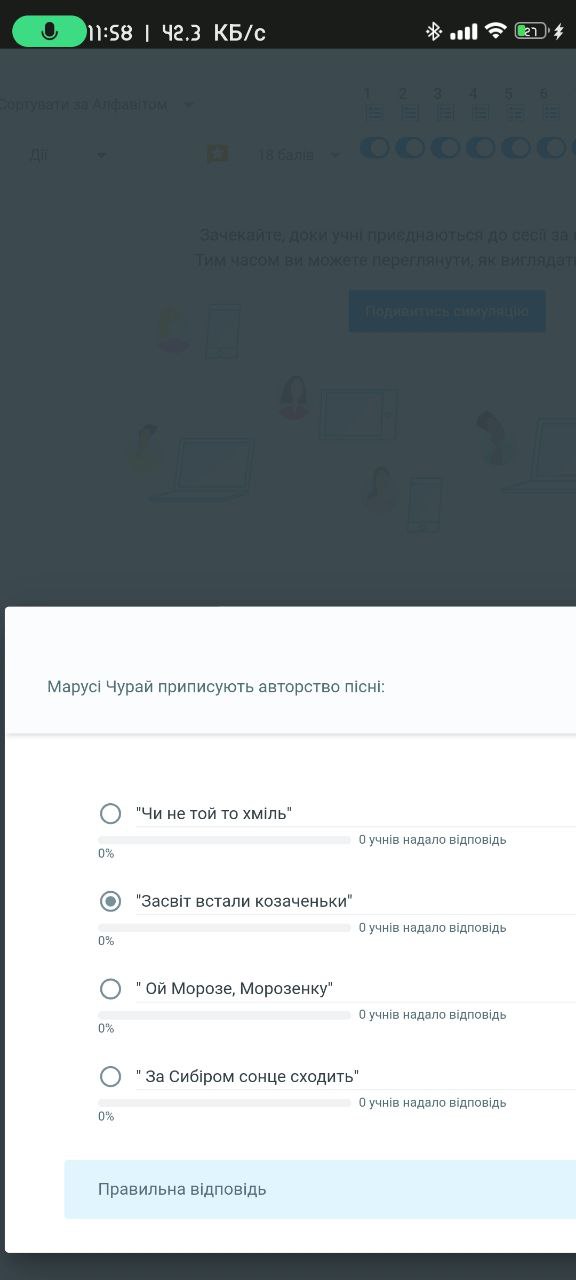 11:58 | 42.3 КБ/с
27
Сортувати за Алфавітом
1 2 3 4 5 6
Дії
18 балів
Зачекайте, доки учні приєднаються до сесії за
Тим часом ви можете переглянути, як виглядат
Подивитись симуляцію
Марусі Чурай приписують авторство пісні:
"Чи не той то хміль"
0 учнів надало відповідь
0%
"Засвіт встали козаченьки"
0 учнів надало відповідь
0%
" Ой Морозе, Морозенку"
0 учнів надало відповідь
0%
" За Сибіром сонце сходить"
0 учнів надало відповідь
0%
Правильна відповідь